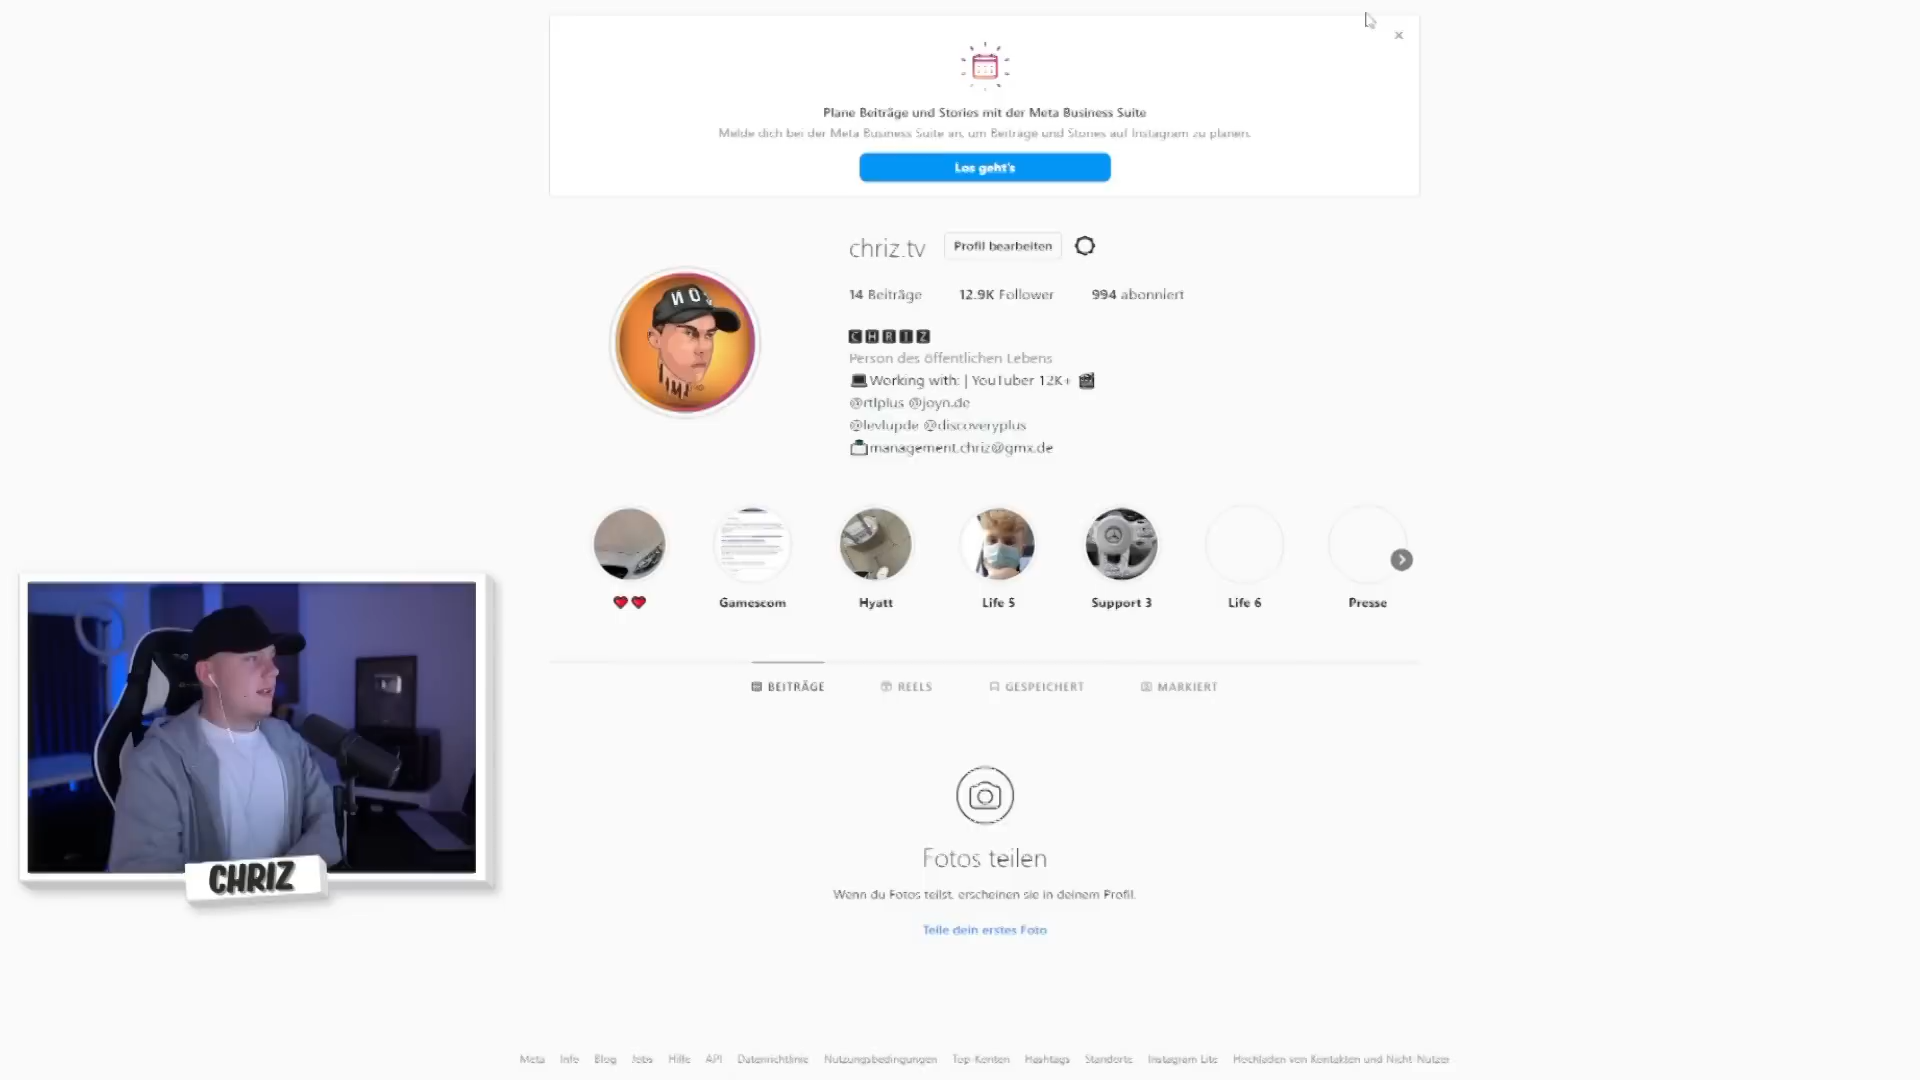 Plane Beiträge und Stories mit der Meta Business Suite
Melde dich bei der Meta Business Suite an, um Beiträge und Stories auf Instagram zu planen.
Los geht's
chriz.tv Profil bearbeiten
14 Beiträge 12.9K Follower 994 abonniert
CHRIZ
Person des öffentlichen Lebens
Working with: | YouTuber 12K+
@rtlplus @joyn.de
@levlupde @discoveryplus
management.chriz@gmx.de
Gamescom Hyatt Life 5 Support 3 Life 6 Presse
BEITRÄGE REELS GESPEICHERT MARKIERT
Fotos teilen
Wenn du Fotos teilst, erscheinen sie in deinem Profil.
Teile dein erstes Foto
CHRIZ
Meta Info Blog Jobs Hilfe API Datenrichtlinie Nutzungsbedingungen Top-Konten Hashtags Standorte Instagram Lite Hochladen von Kontakten und Nicht-Nutzer